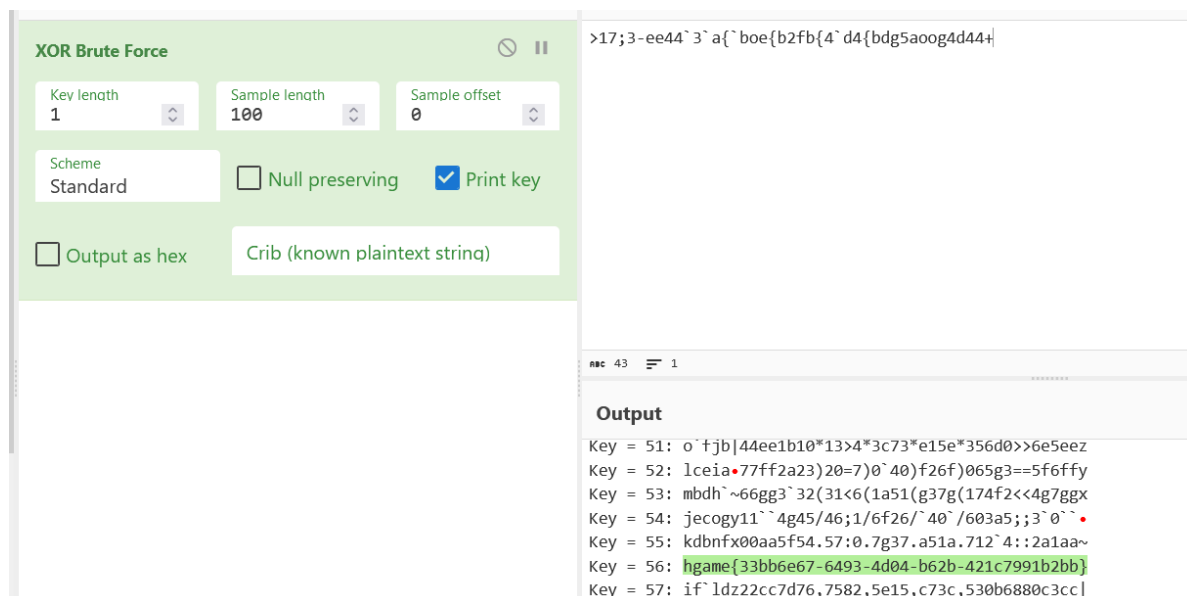 XOR Brute Force
Key length
1
Sample length
100
Sample offset
0
Scheme
Standard
Null preserving
Print key
Output as hex
Crib (known plaintext string)
>17;3-ee44`3`a{`boe{b2fb{4`d4{bdg5aoog4d44+
ABC 43 1
Output
Key = 51: o`fjb|44ee1b10*13>4*3c73*e15e*356d0>>6e5eez
Key = 52: lceia•77ff2a23)20=7)0`40)f26f)065g3==5f6ffy
Key = 53: mbdh`~66gg3`32(31<6(1a51(g37g(174f2<<4g7ggx
Key = 54: jecogy11``4g45/46;1/6f26/`40`/603a5;;3`0``•
Key = 55: kdbnfx00aa5f54.57:0.7g37.a51a.712`4::2a1aa~
Key = 56: hgame{33bb6e67-6493-4d04-b62b-421c7991b2bb}
Key = 57: if`ldz22cc7d76,7582,5e15,c73c,530b6880c3cc|